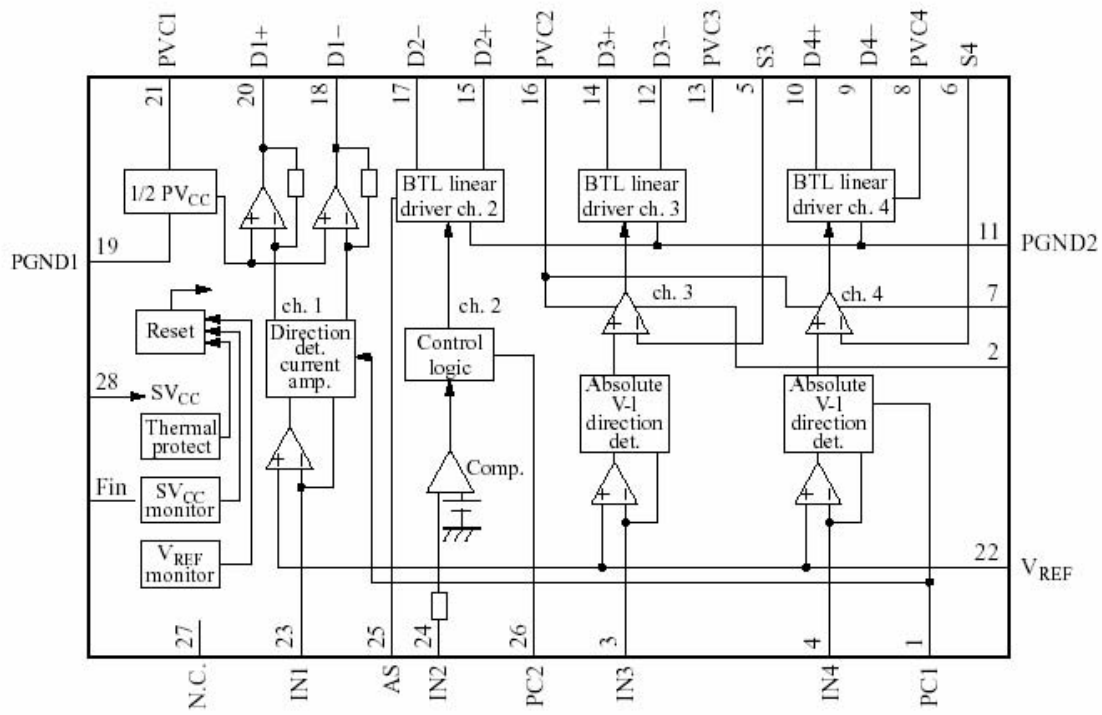 PVC1
D1+
D1−
D2−
D2+
PVC2
D3+
D3−
PVC3
S3
D4+
D4−
PVC4
S4
21
20
18
17
15
16
14
12
13
5
10
9
8
6
1/2 PVCC
+ −
+ −
BTL linear
driver ch. 2
BTL linear
driver ch. 3
BTL linear
driver ch. 4
19
PGND1
11
PGND2
Reset
ch. 1
Direction
det.
current
amp.
ch. 2
Control
logic
ch. 3
+ −
ch. 4
+ −
7
2
28
SVCC
Thermal
protect
Absolute
V-1
direction
det.
Absolute
V-1
direction
det.
+ −
Comp.
+ −
+ −
Fin
SVCC
monitor
VREF
monitor
22
VREF
27
23
25
24
26
3
4
1
N.C.
IN1
AS
IN2
PC2
IN3
IN4
PC1